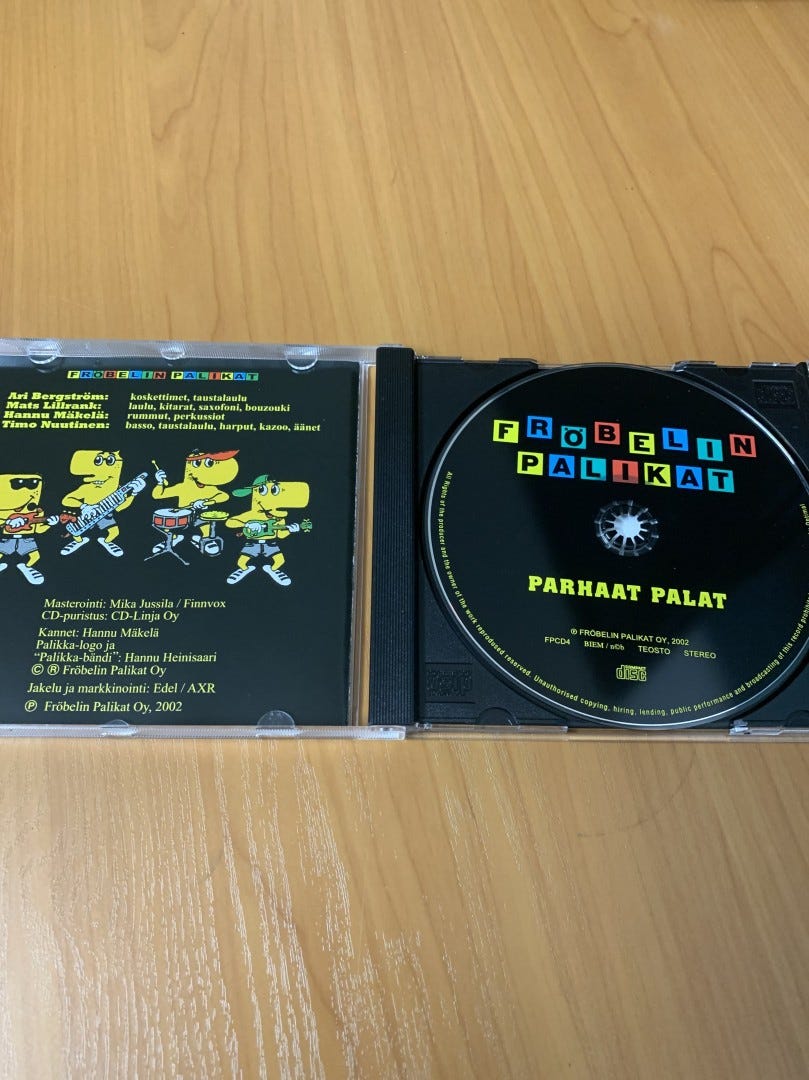 FRÖBELIN PALIKAT
Ari Bergström: koskettimet, taustalaulu
Mats Lillrank: laulu, kitarat, saxofoni, bouzouki
Hannu Mäkelä: rummut, perkussiot
Timo Nuutinen: basso, taustalaulu, harput, kazoo, äänet
Masterointi: Mika Jussila / Finnvox
CD-puristus: CD-Linja Oy
Kannet: Hannu Mäkelä
Palikka-logo ja
"Palikka-bändi": Hannu Heinisaari
© ® Fröbelin Palikat Oy
Jakelu ja markkinointi: Edel / AXR
℗ Fröbelin Palikat Oy, 2002
FRÖBELIN
PALIKAT
PARHAAT PALAT
℗ FRÖBELIN PALIKAT OY, 2002
FPCD4 BIEM / nCb TEOSTO STEREO
COMPACT
disc
All Rights of the producer and the owner of the work reproduced reserved. Unauthorised copying, hiring, lending, public performance and broadcasting of this record prohibited